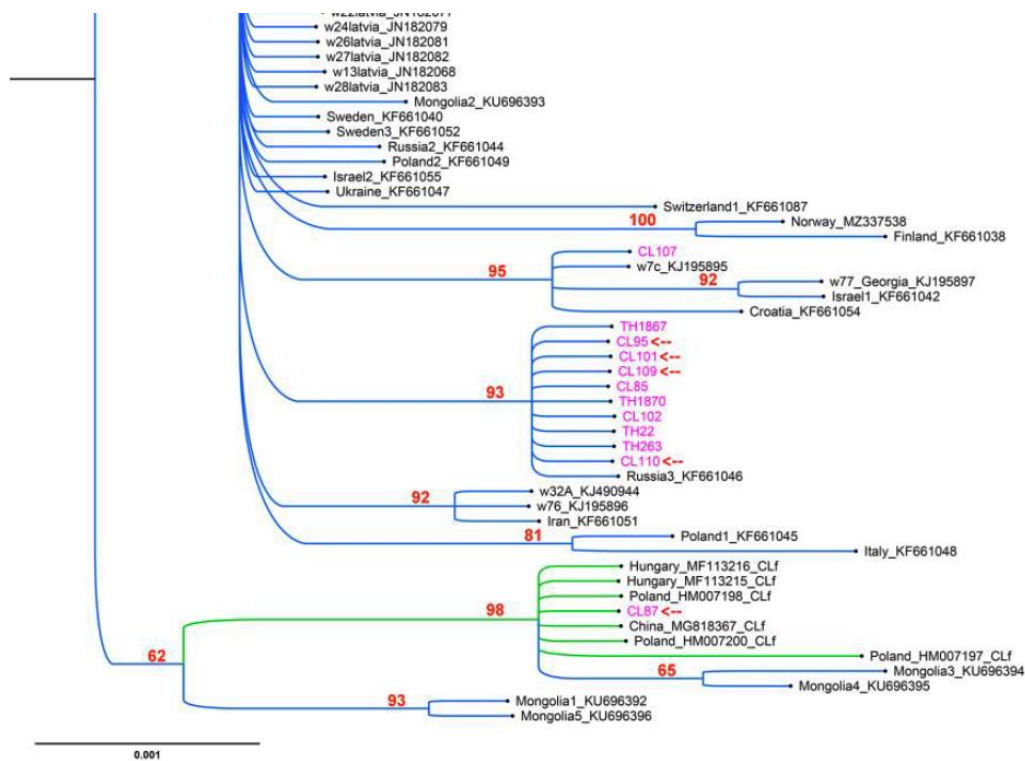 w22latvia_JN182077
w24latvia_JN182079
w26latvia_JN182081
w27latvia_JN182082
w13latvia_JN182068
w28latvia_JN182083
Mongolia2_KU696393
Sweden_KF661040
Sweden3_KF661052
Russia2_KF661044
Poland2_KF661049
Israel2_KF661055
Ukraine_KF661047
Switzerland1_KF661087
100
Norway_MZ337538
Finland_KF661038
CL107
95
w7c_KJ195895
92
w77_Georgia_KJ195897
Israel1_KF661042
Croatia_KF661054
TH1867
CL95<--
CL101<--
CL109<--
CL85
93
TH1870
CL102
TH22
TH263
CL110<--
Russia3_KF661046
w32A_KJ490944
92
w76_KJ195896
Iran_KF661051
81
Poland1_KF661045
Italy_KF661048
Hungary_MF113216_CLf
Hungary_MF113215_CLf
Poland_HM007198_CLf
98
CL87<--
China_MG818367_CLf
Poland_HM007200_CLf
62
Poland_HM007197_CLf
65
Mongolia3_KU696394
Mongolia4_KU696395
93
Mongolia1_KU696392
Mongolia5_KU696396
0.001